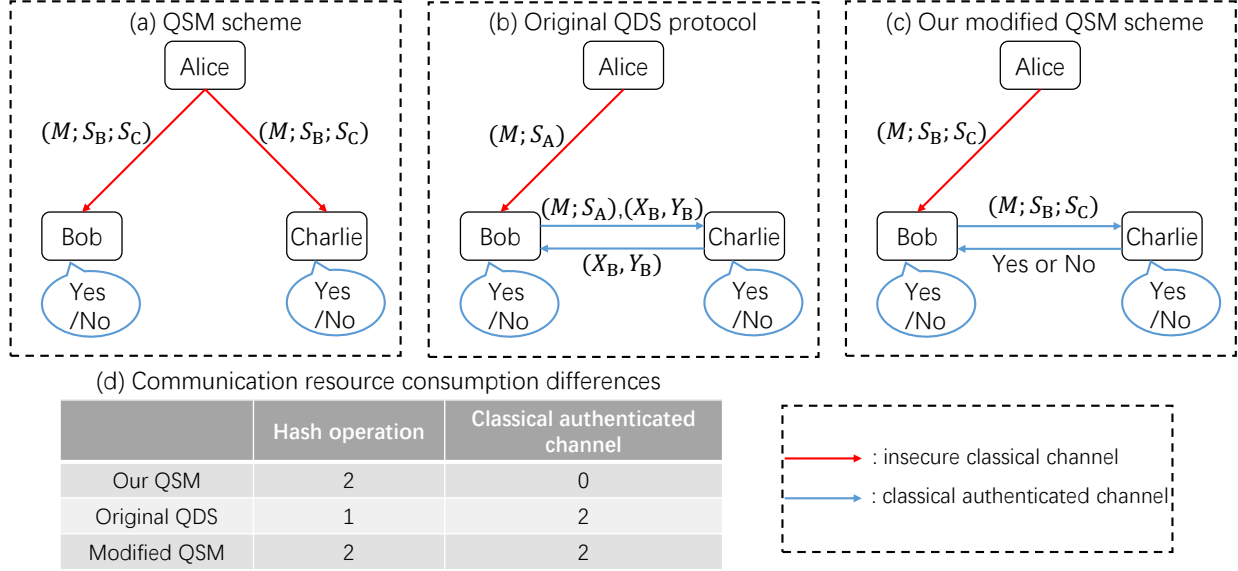 (a) QSM scheme
Alice
(M; S_B; S_C)
(M; S_B; S_C)
Bob
Charlie
Yes
/No
Yes
/No
(b) Original QDS protocol
Alice
(M; S_A)
(M; S_A),(X_B, Y_B)
Bob
Charlie
(X_B, Y_B)
Yes
/No
Yes
/No
(c) Our modified QSM scheme
Alice
(M; S_B; S_C)
(M; S_B; S_C)
Bob
Charlie
Yes or No
Yes
/No
Yes
/No
(d) Communication resource consumption differences
Hash operation
Classical authenticated
channel
Our QSM 2 0
Original QDS 1 2
Modified QSM 2 2
: insecure classical channel
: classical authenticated channel